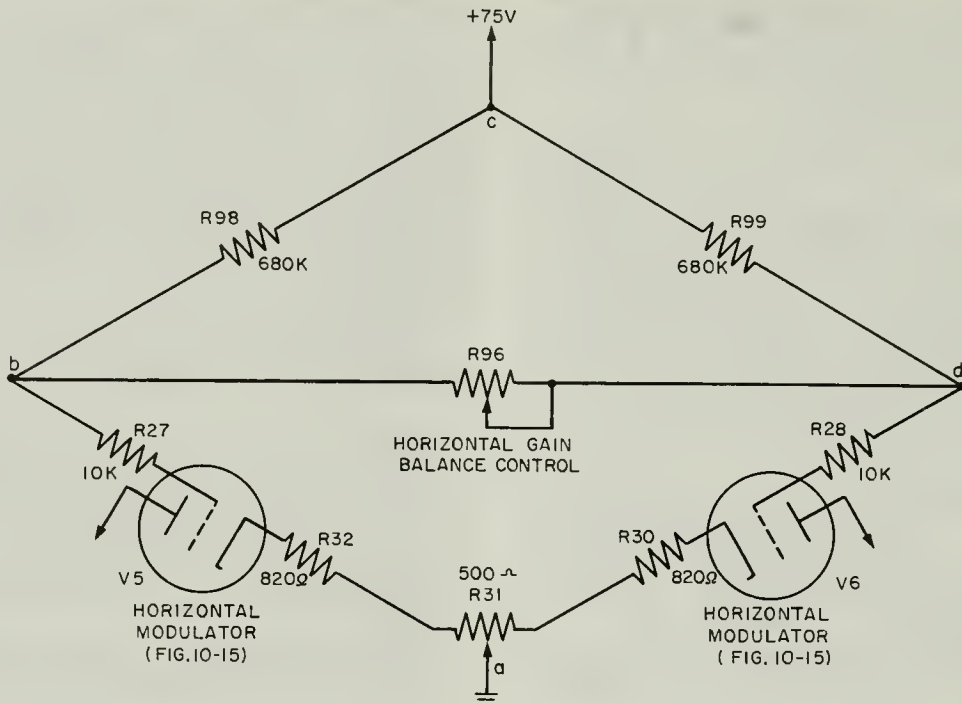 +75V
c
R98
680K
R99
680K
b
R96
d
HORIZONTAL GAIN
BALANCE CONTROL
R27
10K
R28
10K
V5
R32
820Ω
500 Ω
R31
R30
820Ω
V6
HORIZONTAL
MODULATOR
(FIG.10-15)
a
HORIZONTAL
MODULATOR
( FIG. 10-15)